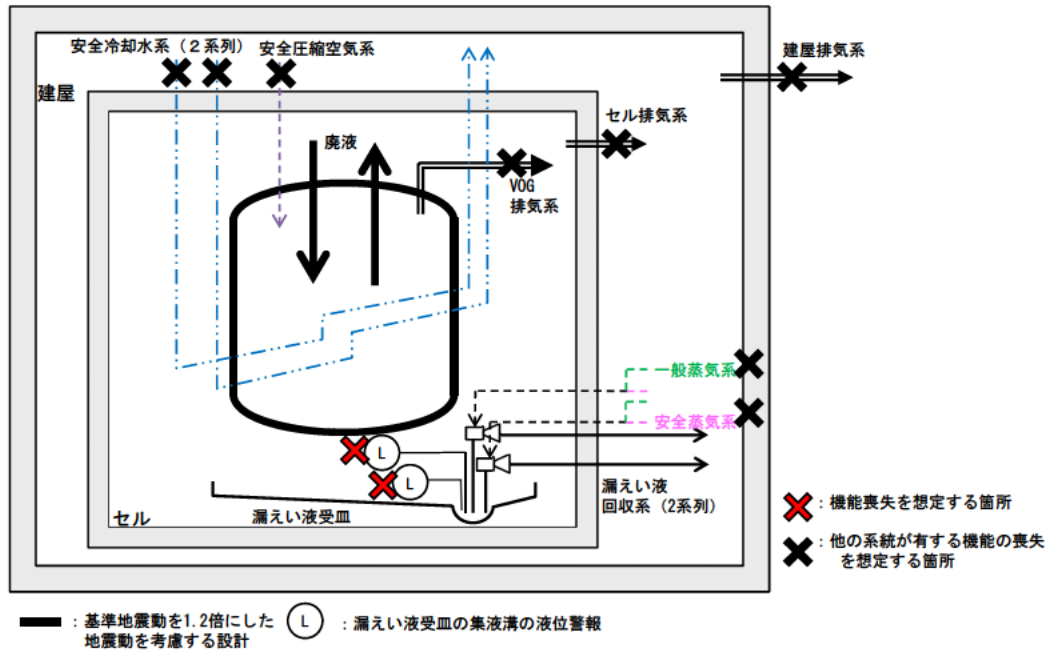 安全冷却水系(2系列)
安全圧縮空気系
建屋排気系
建屋
セル排気系
廃液
VOG
排気系
一般蒸気系
安全蒸気系
L
L
漏えい液
回収系(2系列)
セル
漏えい液受皿
:機能喪失を想定する箇所
:他の系統が有する機能の喪失
を想定する箇所
:基準地震動を1.2倍にした
地震動を考慮する設計
L
:漏えい液受皿の集液溝の液位警報